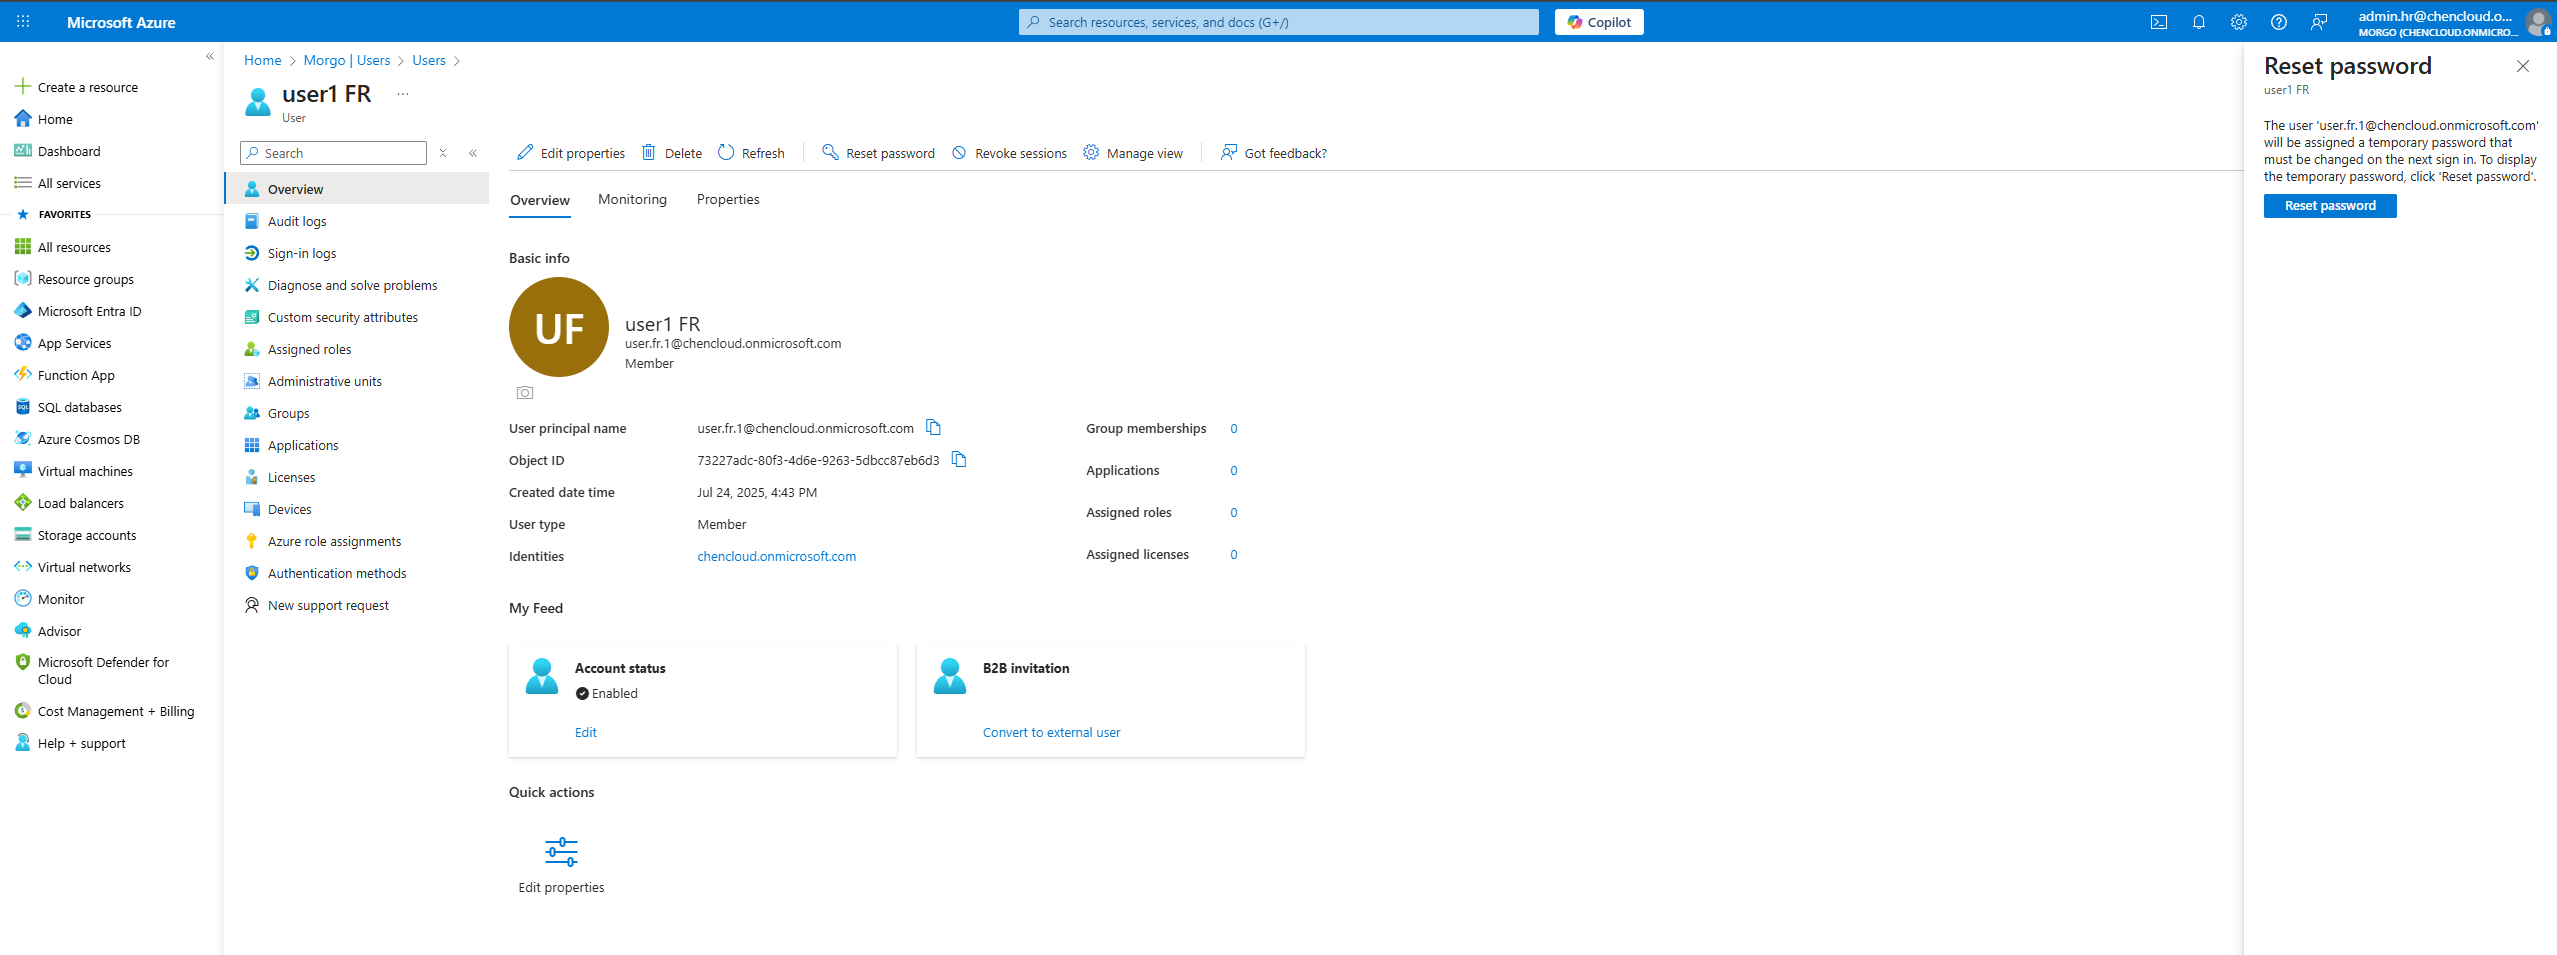 Microsoft Azure
Search resources, services, and docs (G+/)
Copilot
admin.hr@chencloud.o...
MORGO (CHENCLOUD.ONMICRO...
Create a resource
Home
Dashboard
All services
FAVORITES
All resources
Resource groups
Microsoft Entra ID
App Services
Function App
SQL databases
Azure Cosmos DB
Virtual machines
Load balancers
Storage accounts
Virtual networks
Monitor
Advisor
Microsoft Defender for
Cloud
Cost Management + Billing
Help + support
Home > Morgo | Users > Users >
user1 FR ...
User
Search
Overview
Audit logs
Sign-in logs
Diagnose and solve problems
Custom security attributes
Assigned roles
Administrative units
Groups
Applications
Licenses
Devices
Azure role assignments
Authentication methods
New support request
Edit properties Delete Refresh Reset password Revoke sessions Manage view Got feedback?
Overview Monitoring Properties
Basic info
UF
user1 FR
user.fr.1@chencloud.onmicrosoft.com
Member
User principal name user.fr.1@chencloud.onmicrosoft.com
Object ID 73227adc-80f3-4d6e-9263-5dbcc87eb6d3
Created date time Jul 24, 2025, 4:43 PM
User type Member
Identities chencloud.onmicrosoft.com
Group memberships 0
Applications 0
Assigned roles 0
Assigned licenses 0
My Feed
Account status
Enabled
Edit
B2B invitation
Convert to external user
Quick actions
Edit properties
Reset password
user1 FR
The user 'user.fr.1@chencloud.onmicrosoft.com'
will be assigned a temporary password that
must be changed on the next sign in. To display
the temporary password, click 'Reset password'.
Reset password